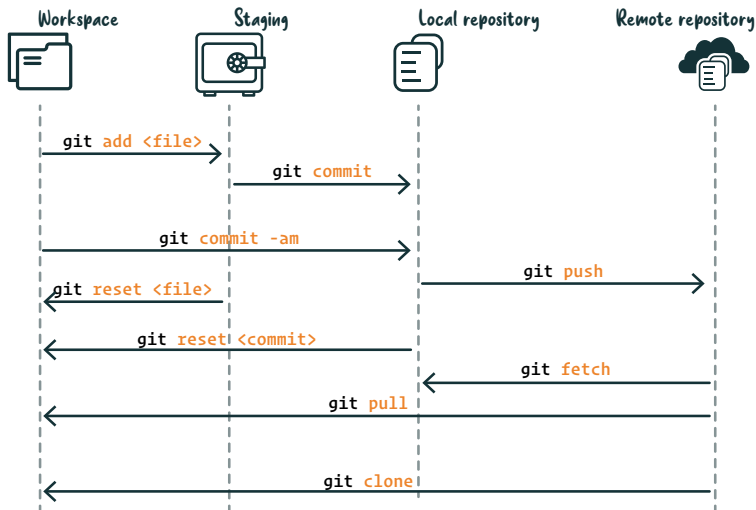 Workspace
Staging
Local repository
Remote repository
git add <file>
git commit
git commit -am
git push
git reset <file>
git reset <commit>
git fetch
git pull
git clone